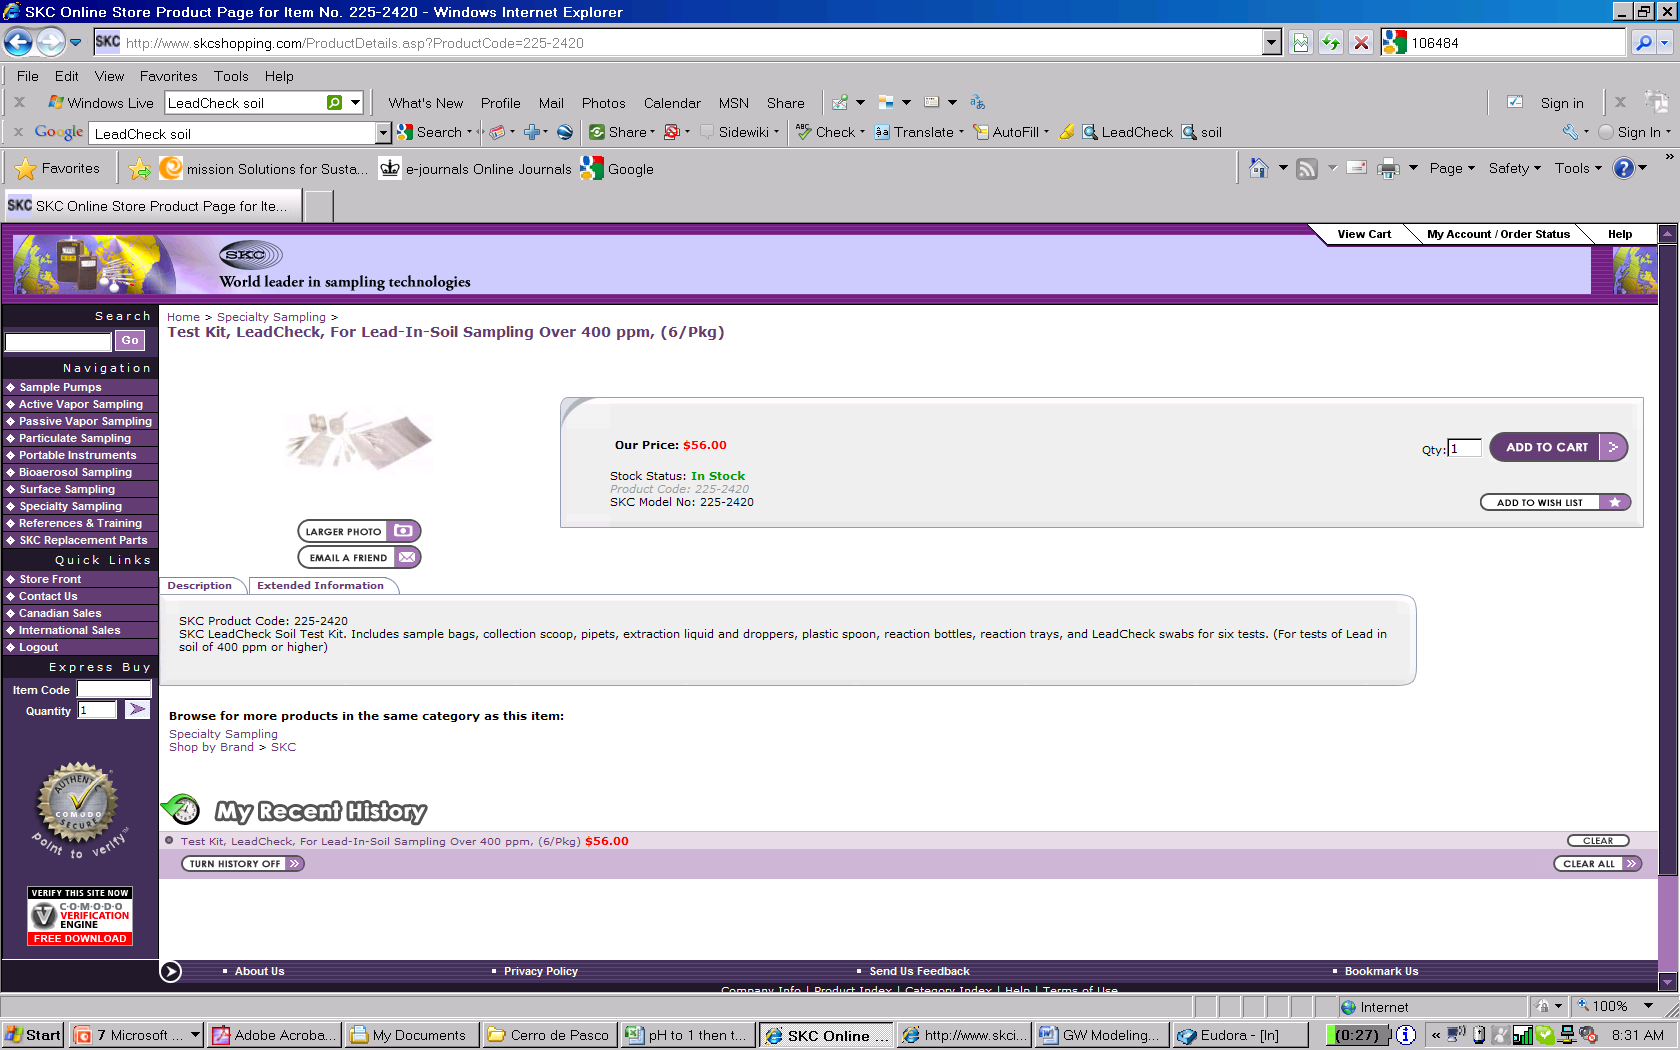 SKC Online Store Product Page for Item No. 225-2420 - Windows Internet Explorer
SKC http://www.skcshopping.com/ProductDetails.asp?ProductCode=225-2420
106484
File Edit View Favorites Tools Help
x Windows Live LeadCheck soil What's New Profile Mail Photos Calendar MSN Share Sign in
x Google LeadCheck soil Search Share Sidewiki Check Translate AutoFill LeadCheck soil Sign In
Favorites mission Solutions for Susta... e-journals Online Journals Google Page Safety Tools
SKC SKC Online Store Product Page for Ite...
View Cart My Account / Order Status Help
SKC
World leader in sampling technologies
Search
Go
Navigation
Sample Pumps
Active Vapor Sampling
Passive Vapor Sampling
Particulate Sampling
Portable Instruments
Bioaerosol Sampling
Surface Sampling
Specialty Sampling
References & Training
SKC Replacement Parts
Quick Links
Store Front
Contact Us
Canadian Sales
International Sales
Logout
Express Buy
Item Code
Quantity 1
AUTHENTIC
COMODO
SECURE
point to verify™
VERIFY THIS SITE NOW
C·O·M·O·D·O
VERIFICATION
ENGINE
FREE DOWNLOAD
Home > Specialty Sampling >
Test Kit, LeadCheck, For Lead-In-Soil Sampling Over 400 ppm, (6/Pkg)
LARGER PHOTO
EMAIL A FRIEND
Our Price: $56.00
Stock Status: In Stock
Product Code: 225-2420
SKC Model No: 225-2420
Qty: 1 ADD TO CART >
ADD TO WISH LIST
Description Extended Information
SKC Product Code: 225-2420
SKC LeadCheck Soil Test Kit. Includes sample bags, collection scoop, pipets, extraction liquid and droppers, plastic spoon, reaction bottles, reaction trays, and LeadCheck swabs for six tests. (For tests of Lead in
soil of 400 ppm or higher)
Browse for more products in the same category as this item:
Specialty Sampling
Shop by Brand > SKC
My Recent History
Test Kit, LeadCheck, For Lead-In-Soil Sampling Over 400 ppm, (6/Pkg) $56.00 CLEAR
TURN HISTORY OFF » CLEAR ALL »
About Us Privacy Policy Send Us Feedback Bookmark Us
Company Info | Product Index | Category Index | Help | Terms of Use
Internet 100%
Start 7 Microsoft ... Adobe Acroba... My Documents Cerro de Pasco pH to 1 then t... SKC Online ... http://www.skci... GW Modeling... Eudora - [In] (0:27) « 8:31 AM